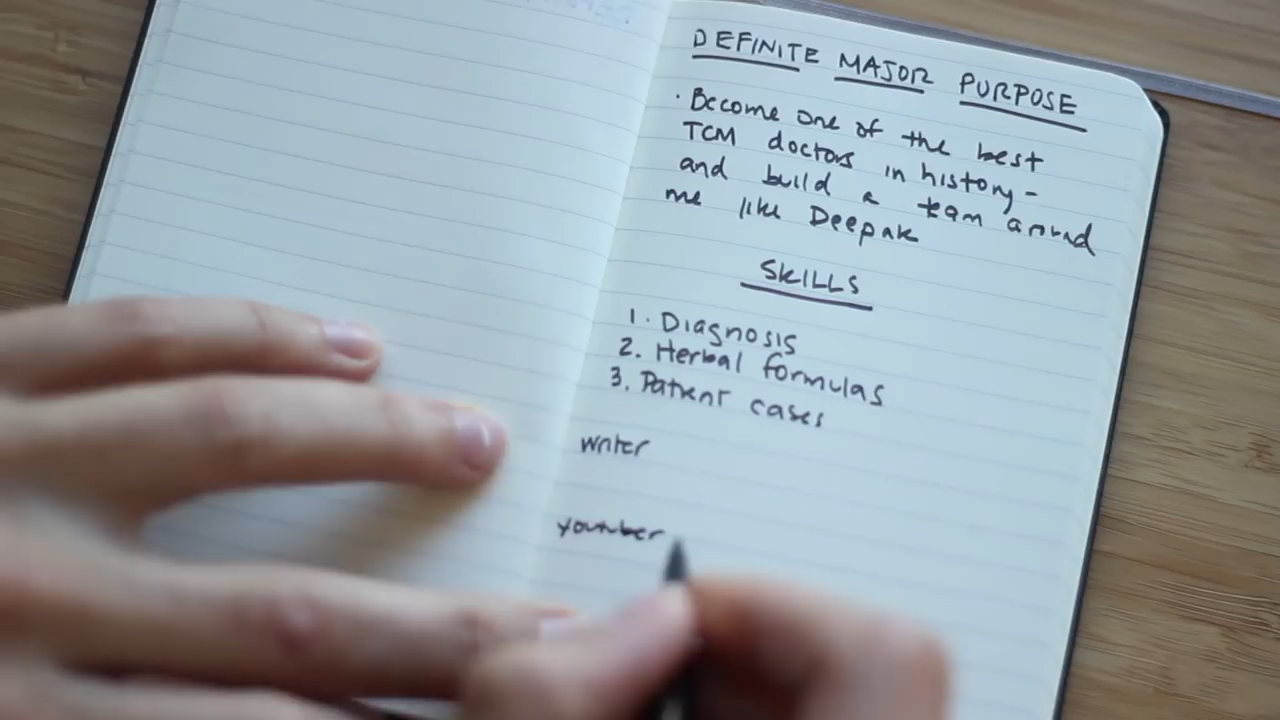 DEFINITE MAJOR PURPOSE
· Become one of the best
TCM doctors in history -
and build a team around
me like Deepak
SKILLS
1. Diagnosis
2. Herbal formulas
3. Patient cases
writer
youtuber